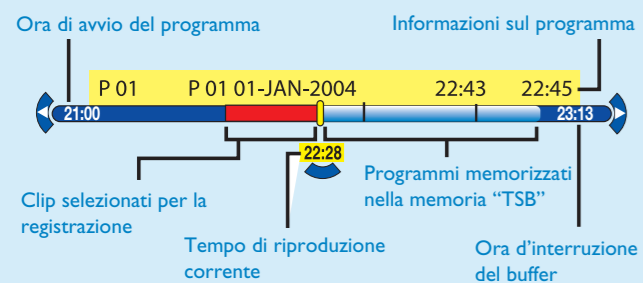 Ora di avvio del programma
Informazioni sul programma
P 01 P 01 01-JAN-2004 22:43 22:45
21:00 23:13
22:28
Clip selezionati per la
registrazione
Tempo di riproduzione
corrente
Programmi memorizzati
nella memoria “TSB”
Ora d’interruzione
del buffer